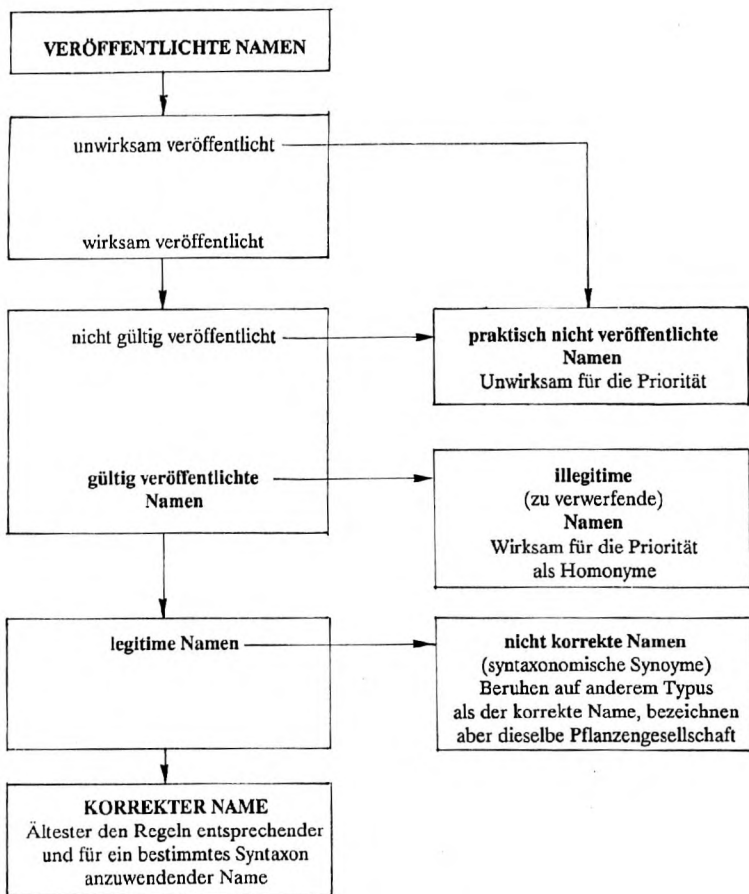 VERÖFFENTLICHTE NAMEN
unwirksam veröffentlicht
wirksam veröffentlicht
nicht gültig veröffentlicht
praktisch nicht veröffentlichte
Namen
Unwirksam für die Priorität
gültig veröffentlichte
Namen
illegitime
(zu verwerfende)
Namen
Wirksam für die Priorität
als Homonyme
legitime Namen
nicht korrekte Namen
(syntaxonomische Synoyme)
Beruhen auf anderem Typus
als der korrekte Name, bezeichnen
aber dieselbe Pflanzengesellschaft
KORREKTER NAME
Ältester den Regeln entsprechender
und für ein bestimmtes Syntaxon
anzuwendender Name